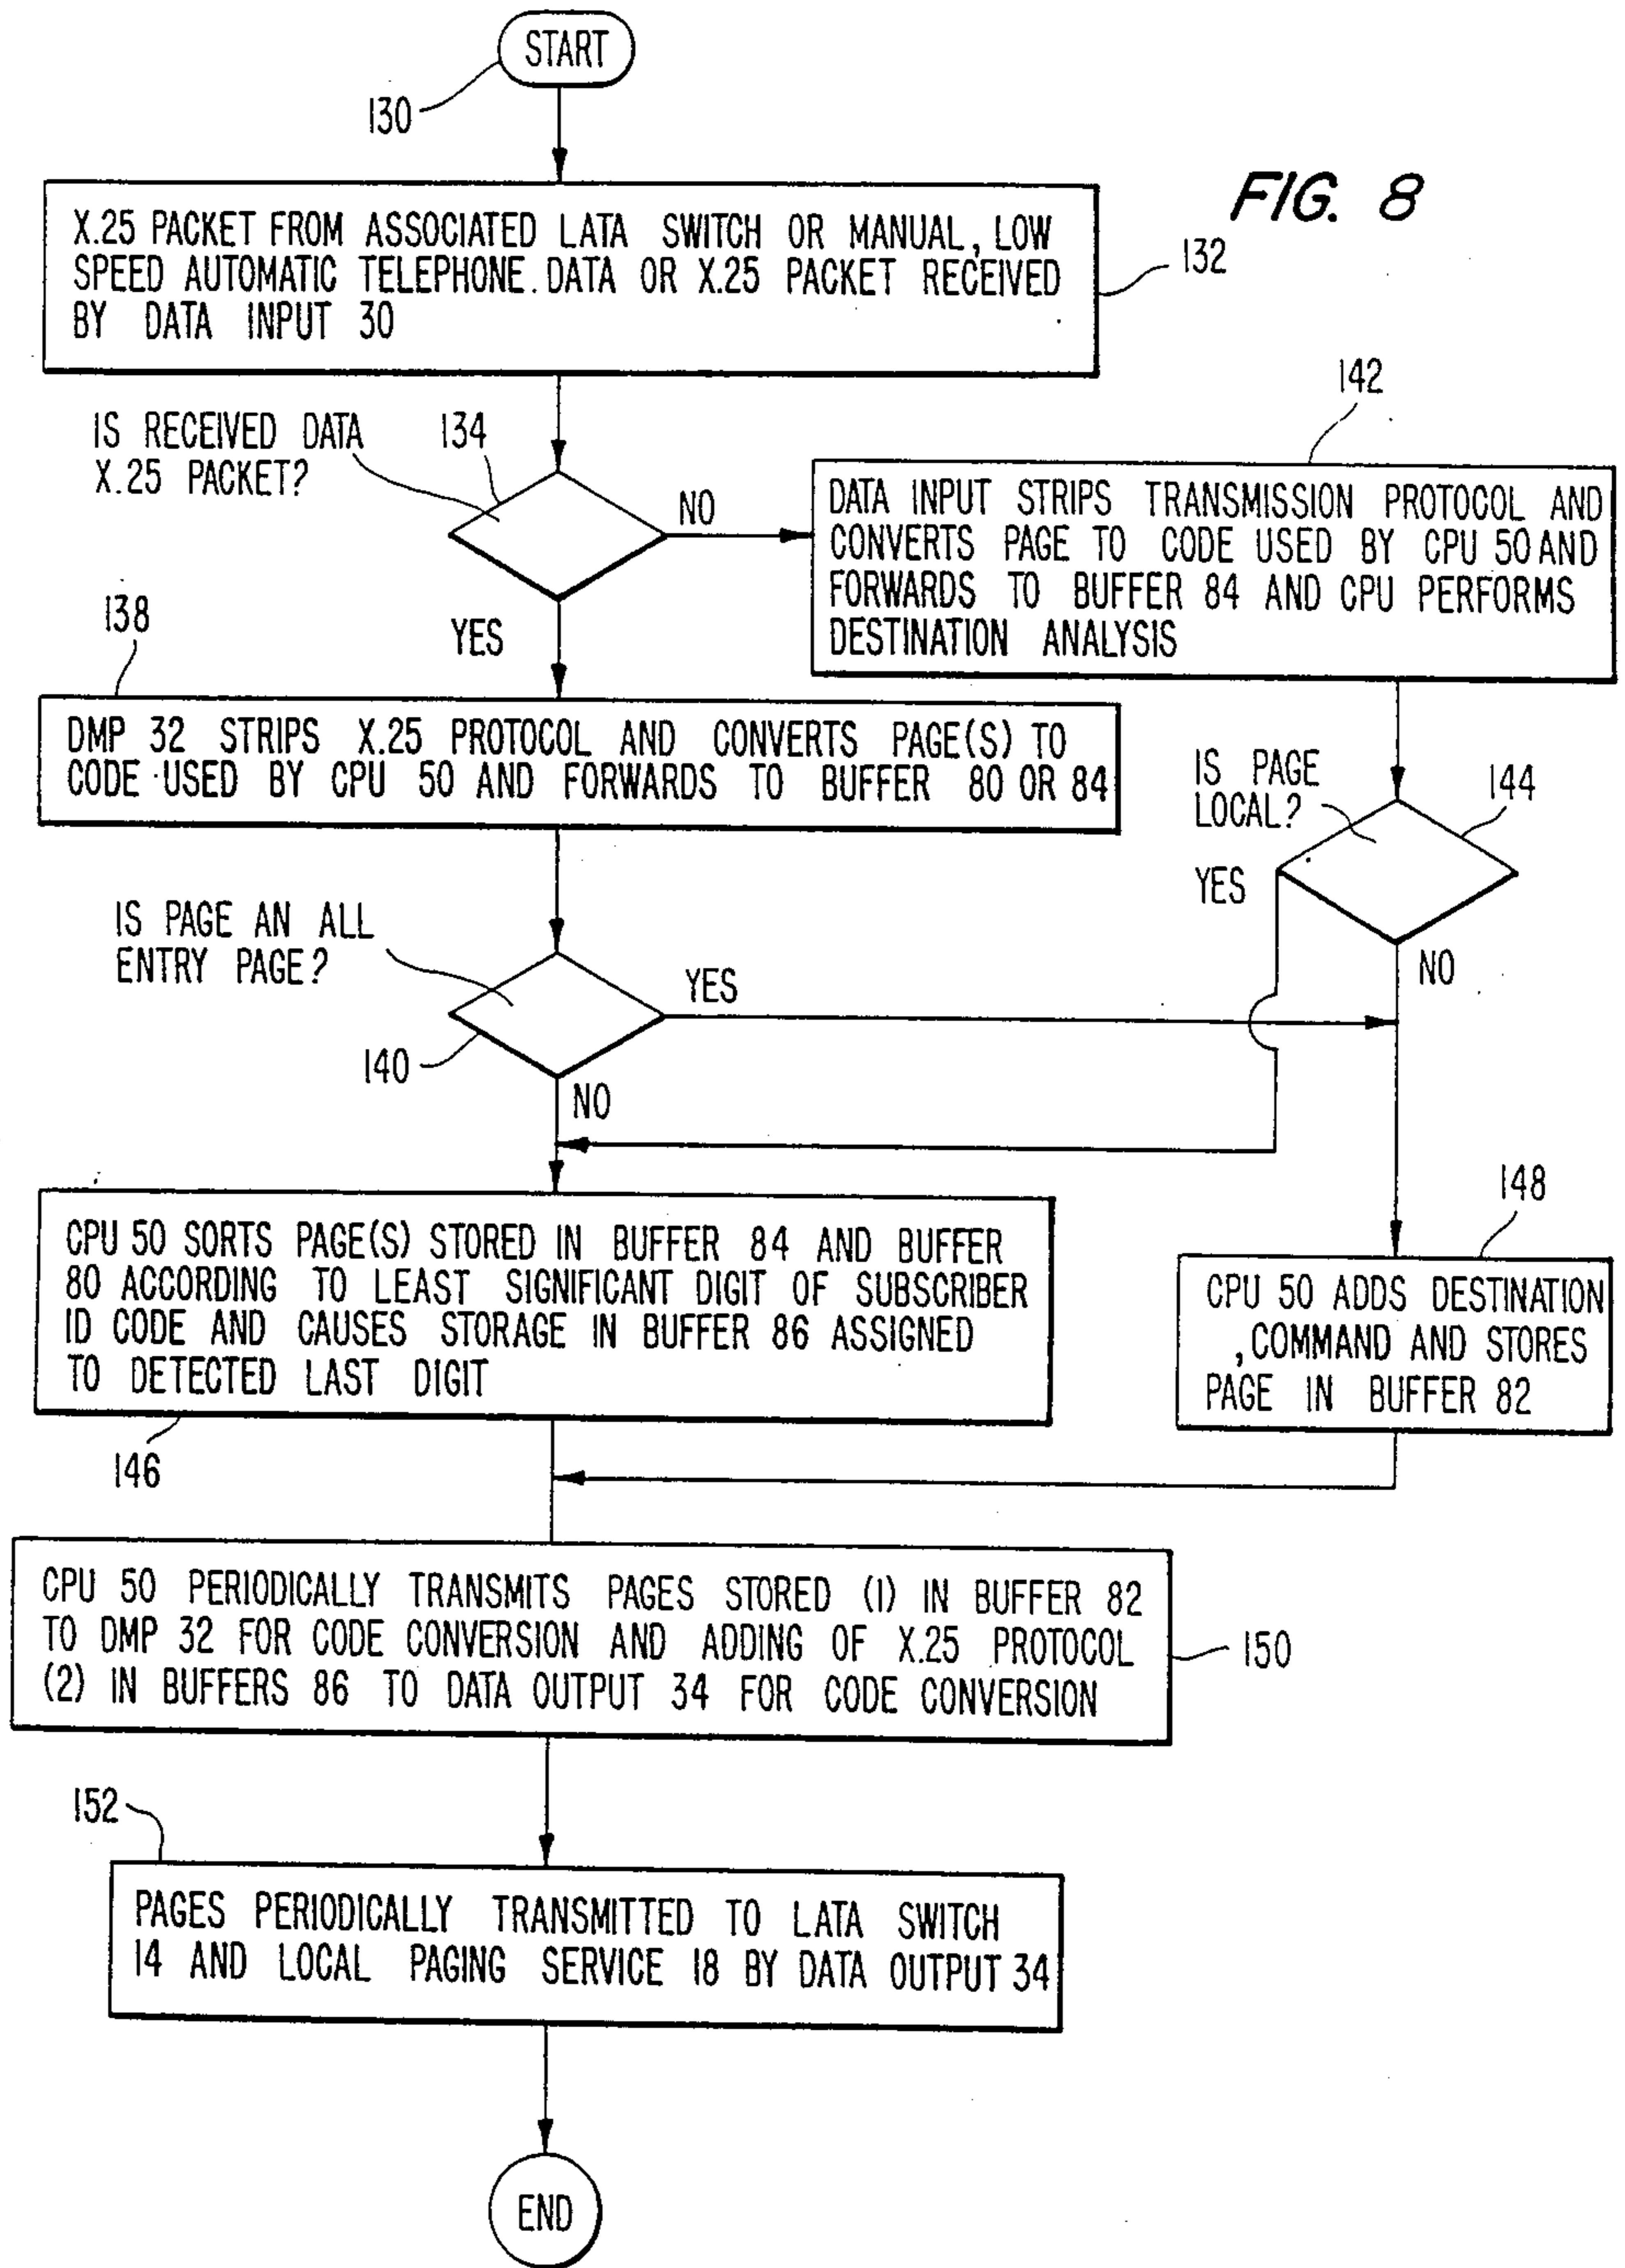 START
130
FIG. 8
X.25 PACKET FROM ASSOCIATED LATA SWITCH OR MANUAL, LOW
SPEED AUTOMATIC TELEPHONE. DATA OR X.25 PACKET RECEIVED
BY DATA INPUT 30
132
IS RECEIVED DATA
X.25 PACKET?
134
NO
YES
142
DATA INPUT STRIPS TRANSMISSION PROTOCOL AND
CONVERTS PAGE TO CODE USED BY CPU 50 AND
FORWARDS TO BUFFER 84 AND CPU PERFORMS
DESTINATION ANALYSIS
138
DMP 32 STRIPS X.25 PROTOCOL AND CONVERTS PAGE(S) TO
CODE USED BY CPU 50 AND FORWARDS TO BUFFER 80 OR 84
IS PAGE
LOCAL?
144
YES
NO
IS PAGE AN ALL
ENTRY PAGE?
YES
140
NO
CPU 50 SORTS PAGE(S) STORED IN BUFFER 84 AND BUFFER
80 ACCORDING TO LEAST SIGNIFICANT DIGIT OF SUBSCRIBER
ID CODE AND CAUSES STORAGE IN BUFFER 86 ASSIGNED
TO DETECTED LAST DIGIT
146
148
CPU 50 ADDS DESTINATION
,COMMAND AND STORES
PAGE IN BUFFER 82
CPU 50 PERIODICALLY TRANSMITS PAGES STORED (1) IN BUFFER 82
TO DMP 32 FOR CODE CONVERSION AND ADDING OF X.25 PROTOCOL
(2) IN BUFFERS 86 TO DATA OUTPUT 34 FOR CODE CONVERSION
150
152
PAGES PERIODICALLY TRANSMITTED TO LATA SWITCH
14 AND LOCAL PAGING SERVICE 18 BY DATA OUTPUT 34
END